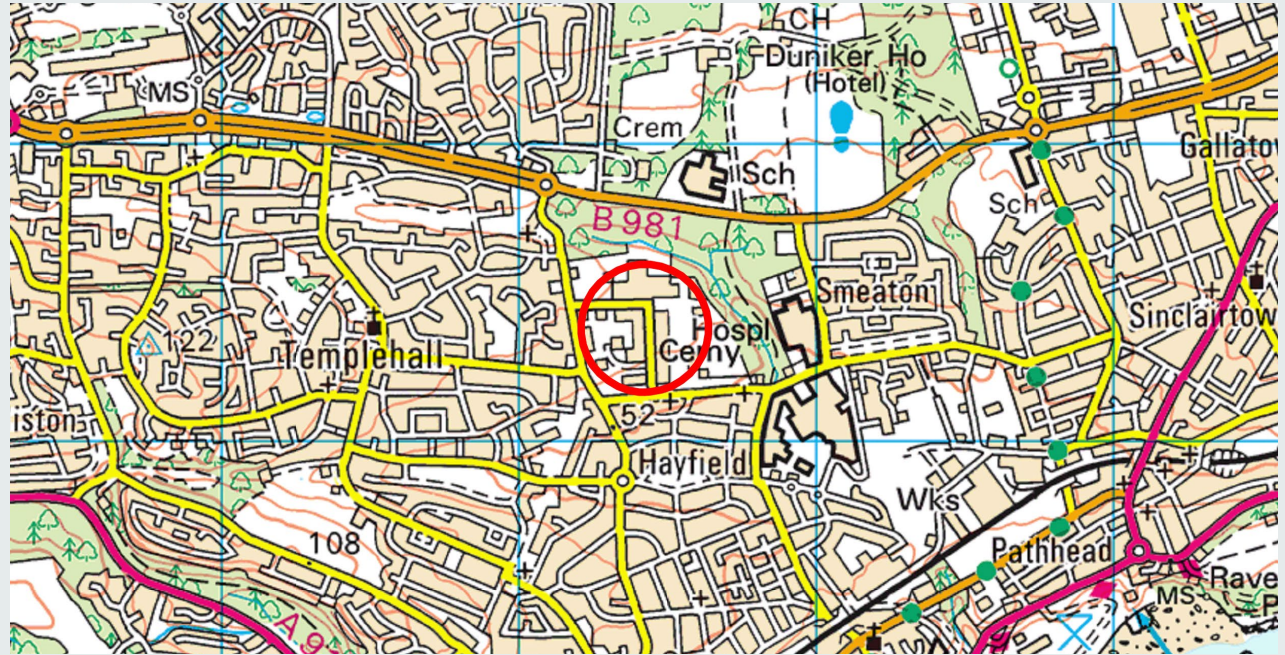 CH
Duniker Ho
(Hotel)
MS
Crem
Sch
Gallato
Sch
B 981
Smeaton
Sinclairtow
122
Hospl
Cemy
Templehall
52
iston
Hayfield
Wks
108
Pathhead
Rave
MS
P
A 9